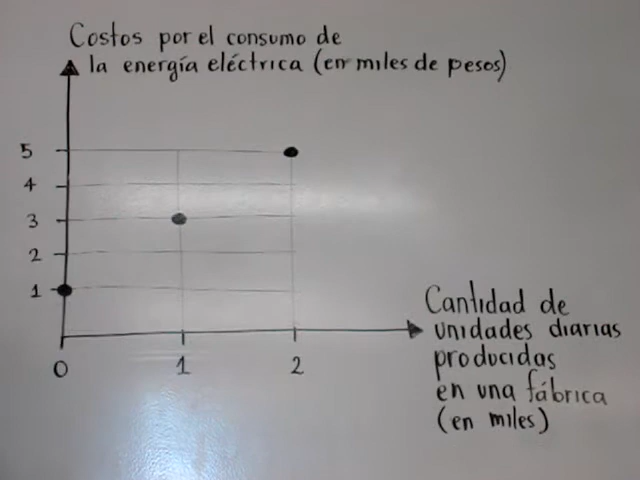 Costos por el consumo de
la energía eléctrica (en miles de pesos)
5
4
3
2
1
0 1 2
Cantidad de
unidades diarias
producidas
en una fábrica
(en miles)